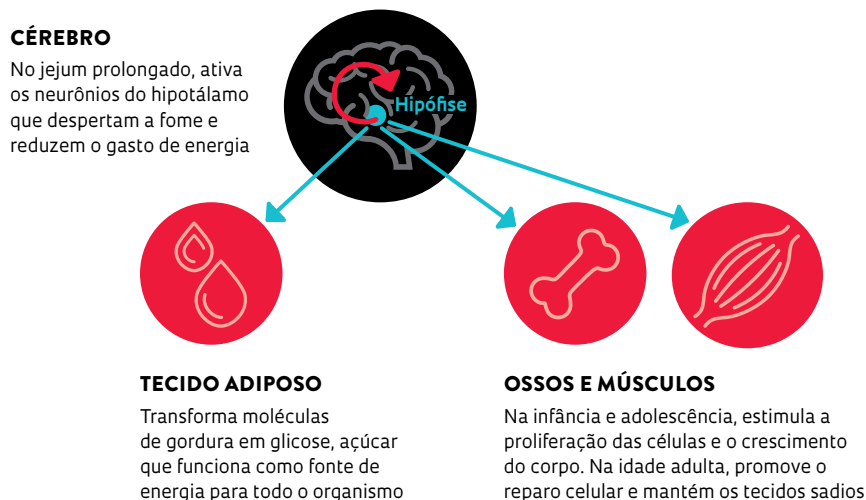 CÉREBRO
No jejum prolongado, ativa
os neurônios do hipotálamo
que despertam a fome e
reduzem o gasto de energia
Hipófise
TECIDO ADIPOSO
Transforma moléculas
de gordura em glicose, açúcar
que funciona como fonte de
energia para todo o organismo
OSSOS E MÚSCULOS
Na infância e adolescência, estimula a
proliferação das células e o crescimento
do corpo. Na idade adulta, promove o
reparo celular e mantém os tecidos sadios